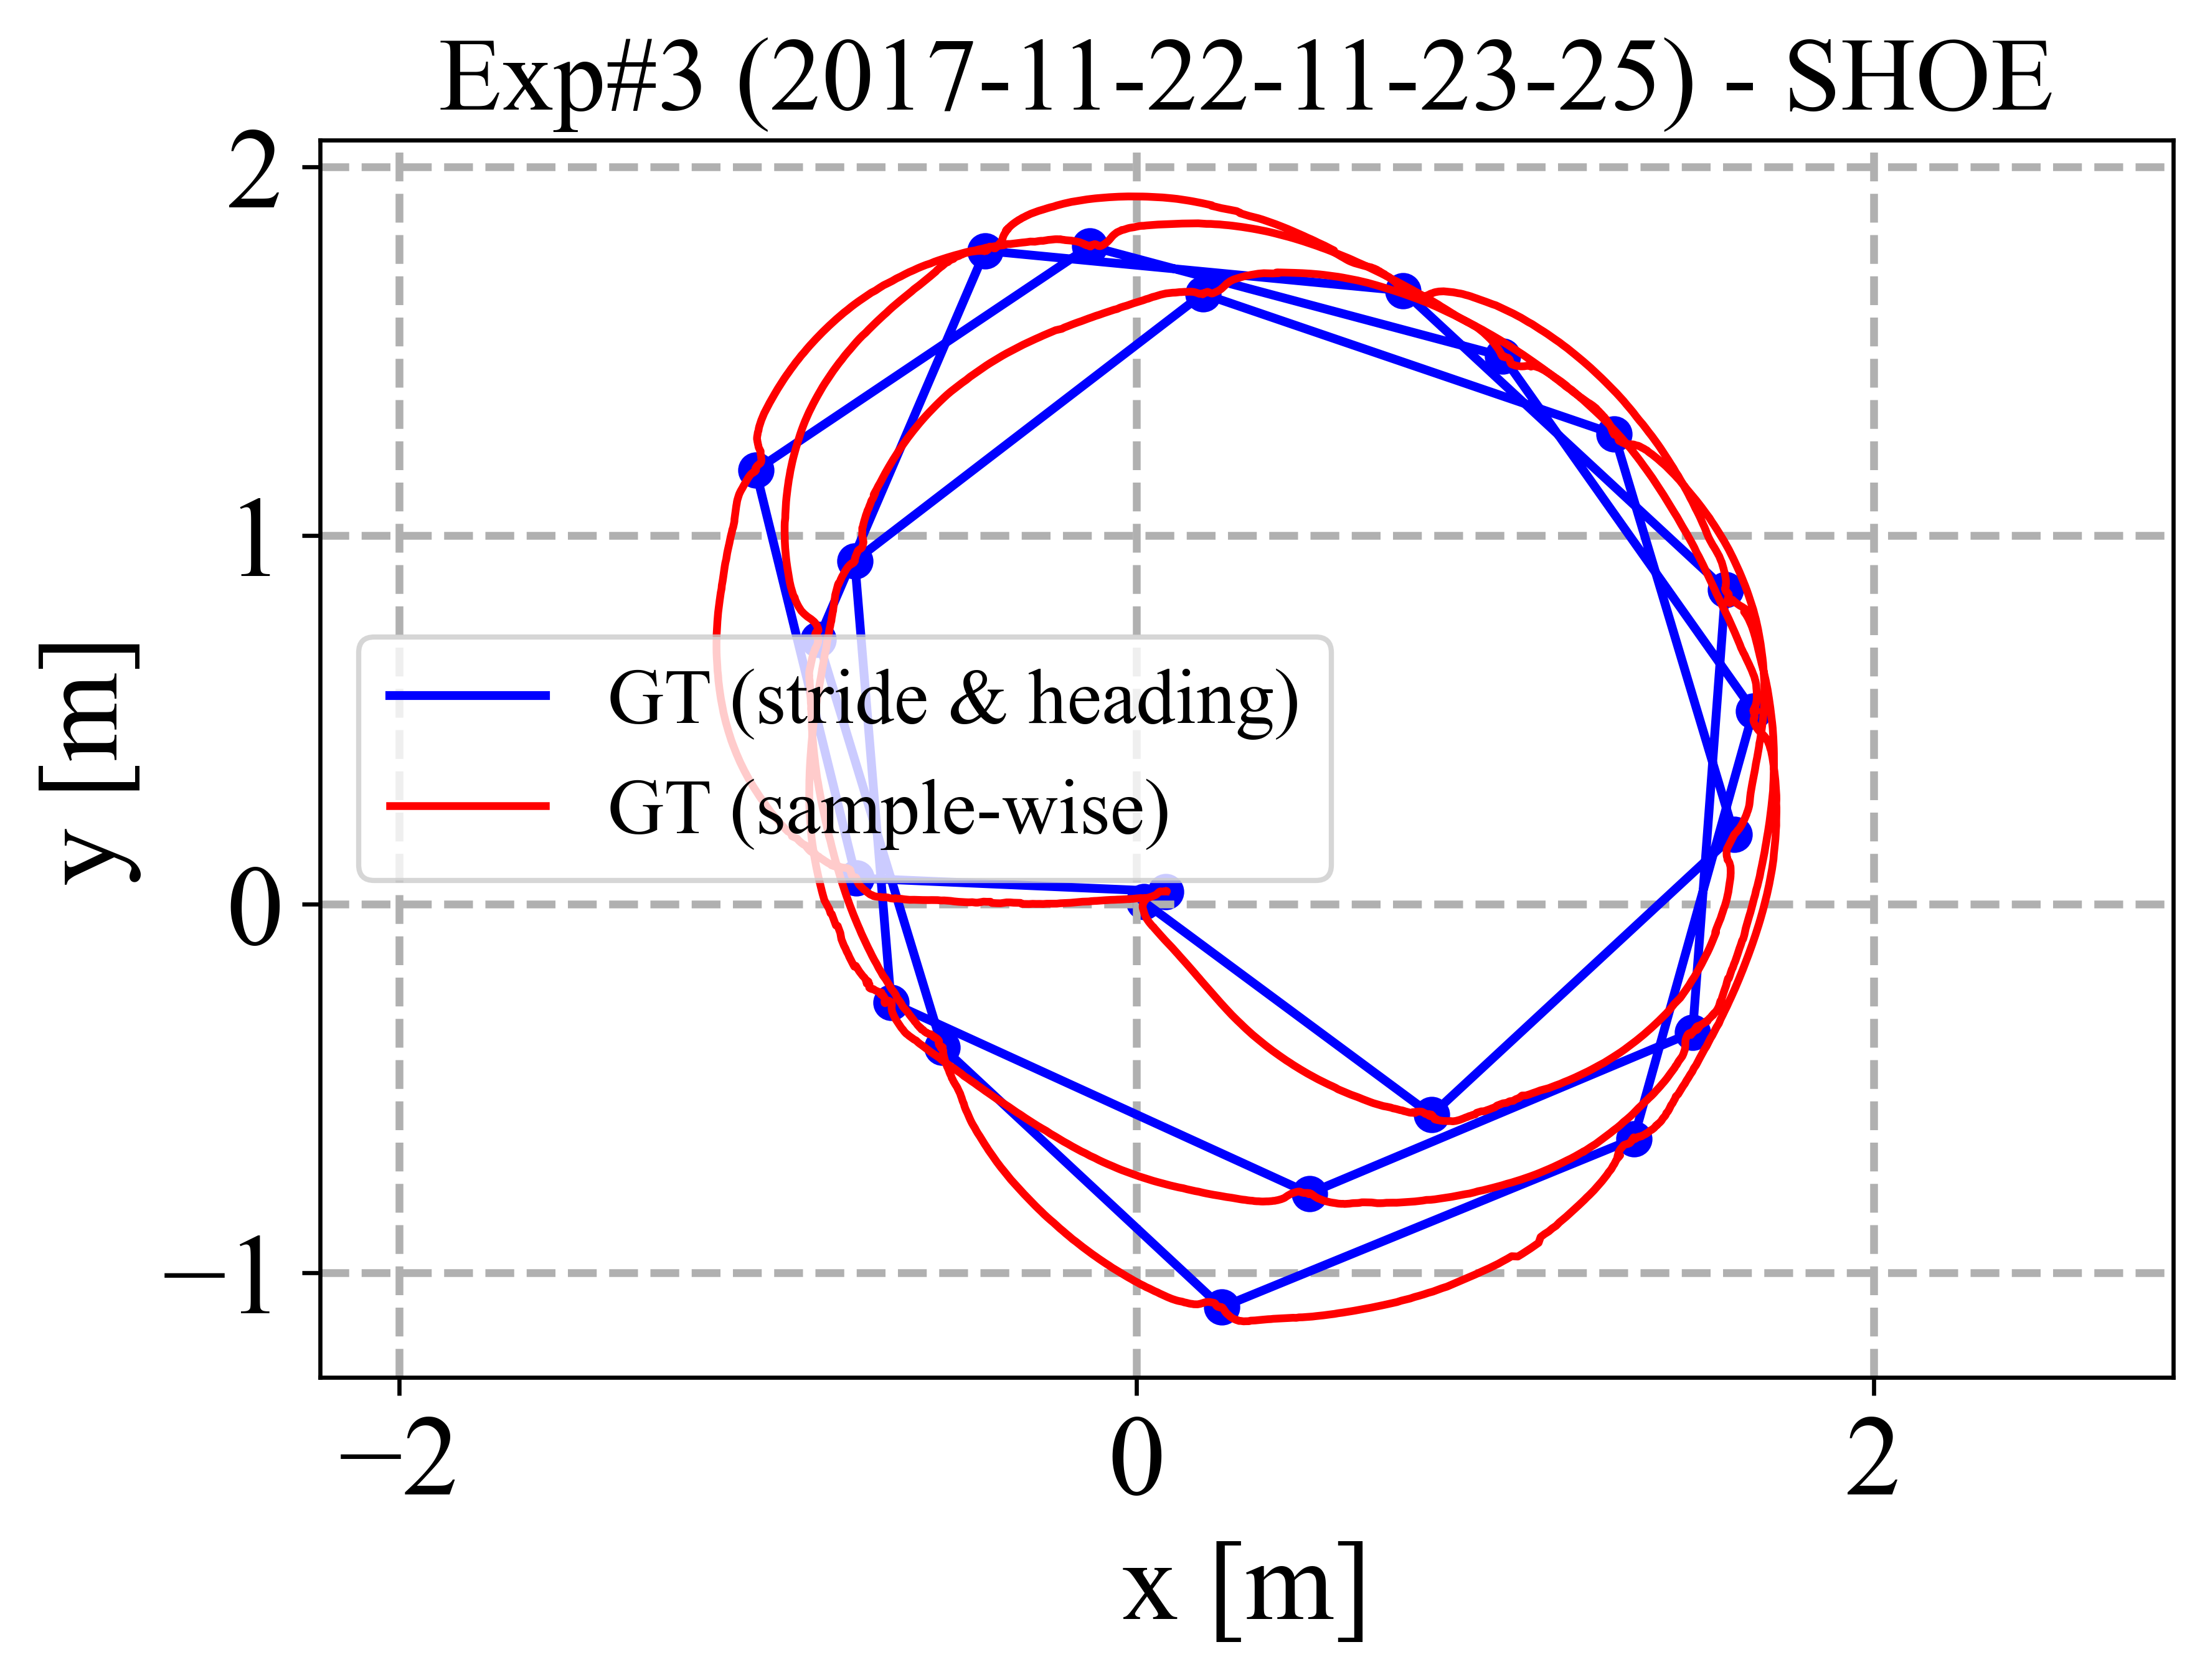 Exp#3 (2017-11-22-11-23-25) - SHOE
2
1
0
−1
y [m]
GT (stride & heading)
GT (sample-wise)
−2
0
2
x [m]